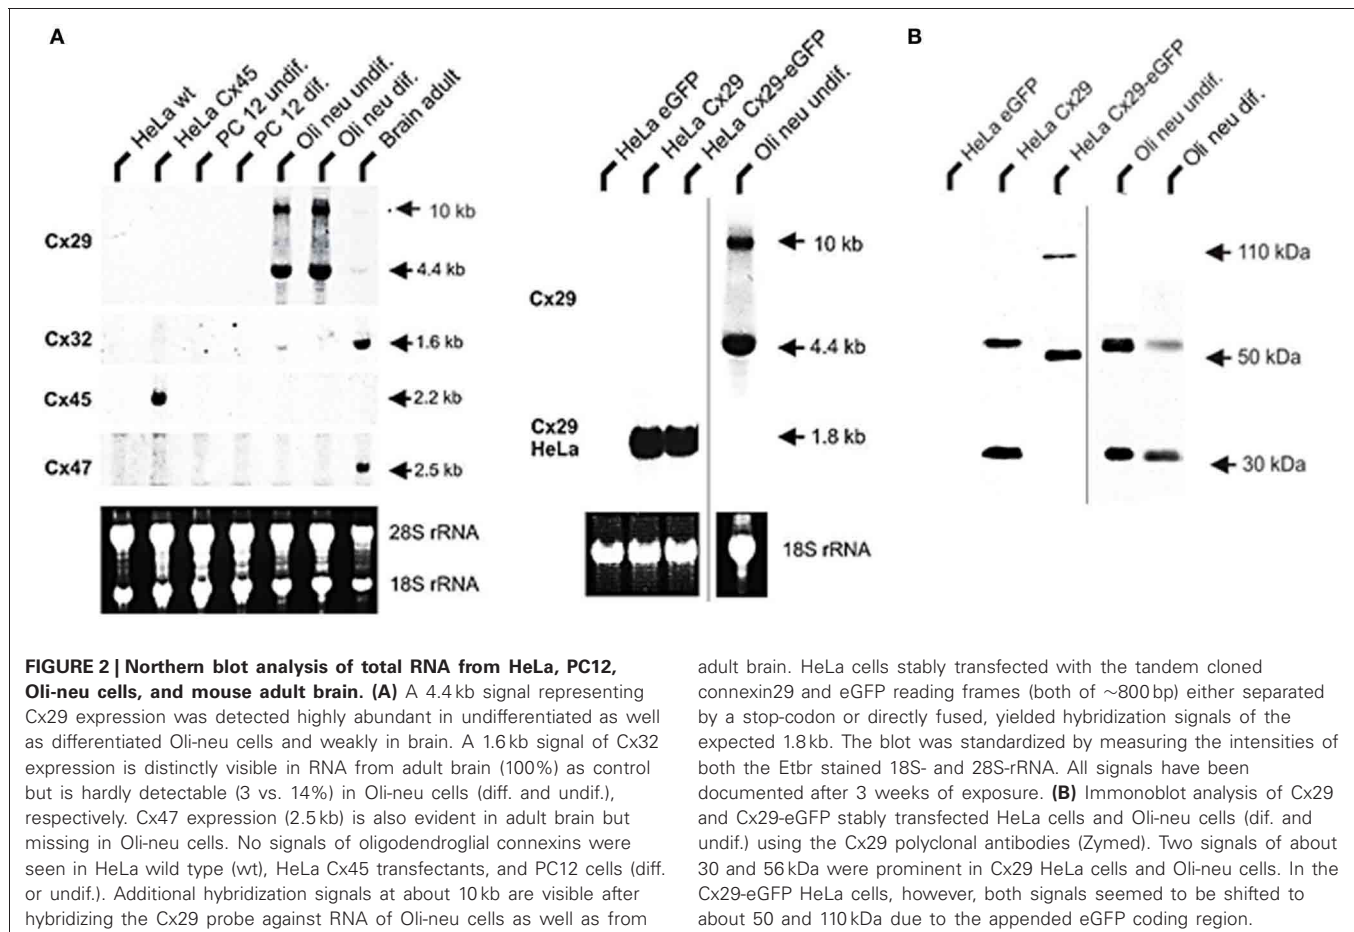 A
HeLa wt
HeLa Cx45
PC 12 undif.
PC 12 dif.
Oli neu undif.
Oli neu dif.
Brain adult
Cx29
10 kb
4.4 kb
Cx32
1.6 kb
Cx45
2.2 kb
Cx47
2.5 kb
28S rRNA
18S rRNA
HeLa eGFP
HeLa Cx29
HeLa Cx29-eGFP
Oli neu undif.
Cx29
10 kb
4.4 kb
Cx29
HeLa
1.8 kb
18S rRNA
B
HeLa eGFP
HeLa Cx29
HeLa Cx29-eGFP
Oli neu undif.
Oli neu dif.
110 kDa
50 kDa
30 kDa
FIGURE 2 | Northern blot analysis of total RNA from HeLa, PC12,
Oli-neu cells, and mouse adult brain. (A) A 4.4 kb signal representing
Cx29 expression was detected highly abundant in undifferentiated as well
as differentiated Oli-neu cells and weakly in brain. A 1.6 kb signal of Cx32
expression is distinctly visible in RNA from adult brain (100%) as control
but is hardly detectable (3 vs. 14%) in Oli-neu cells (diff. and undif.),
respectively. Cx47 expression (2.5 kb) is also evident in adult brain but
missing in Oli-neu cells. No signals of oligodendroglial connexins were
seen in HeLa wild type (wt), HeLa Cx45 transfectants, and PC12 cells (diff.
or undif.). Additional hybridization signals at about 10 kb are visible after
hybridizing the Cx29 probe against RNA of Oli-neu cells as well as from
adult brain. HeLa cells stably transfected with the tandem cloned
connexin29 and eGFP reading frames (both of ∼800 bp) either separated
by a stop-codon or directly fused, yielded hybridization signals of the
expected 1.8 kb. The blot was standardized by measuring the intensities of
both the Etbr stained 18S- and 28S-rRNA. All signals have been
documented after 3 weeks of exposure. (B) Immonoblot analysis of Cx29
and Cx29-eGFP stably transfected HeLa cells and Oli-neu cells (dif. and
undif.) using the Cx29 polyclonal antibodies (Zymed). Two signals of about
30 and 56 kDa were prominent in Cx29 HeLa cells and Oli-neu cells. In the
Cx29-eGFP HeLa cells, however, both signals seemed to be shifted to
about 50 and 110 kDa due to the appended eGFP coding region.